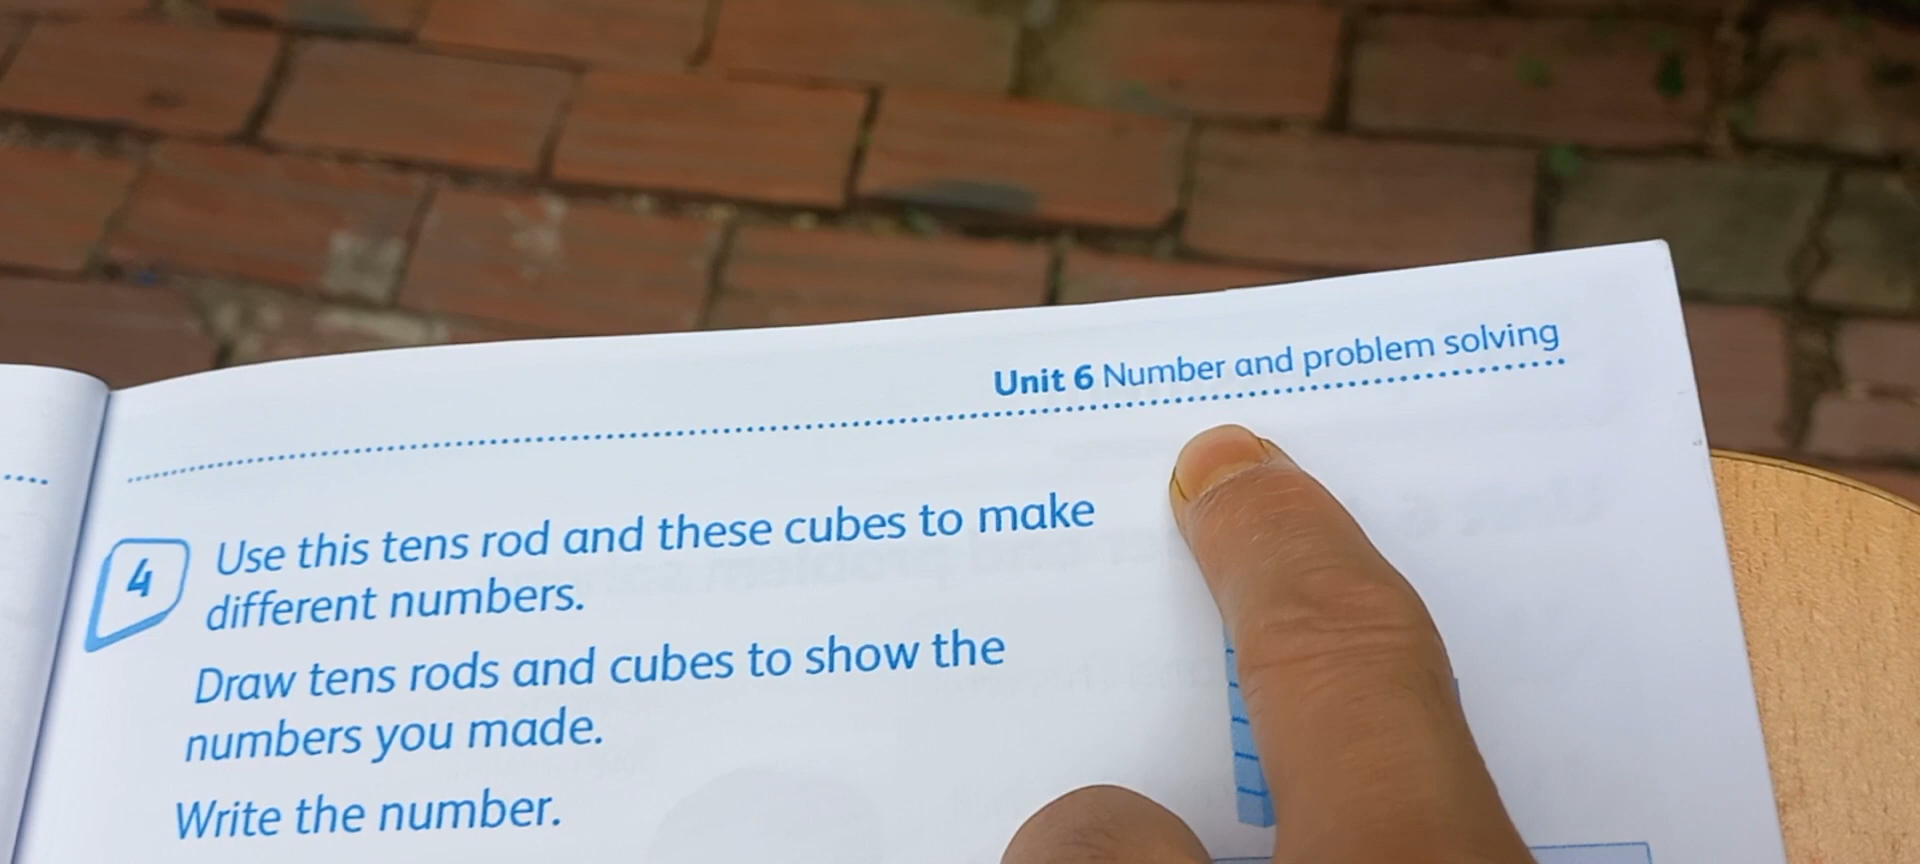 Unit 6 Number and problem solving
4 Use this tens rod and these cubes to make
different numbers.
Draw tens rods and cubes to show the
numbers you made.
Write the number.